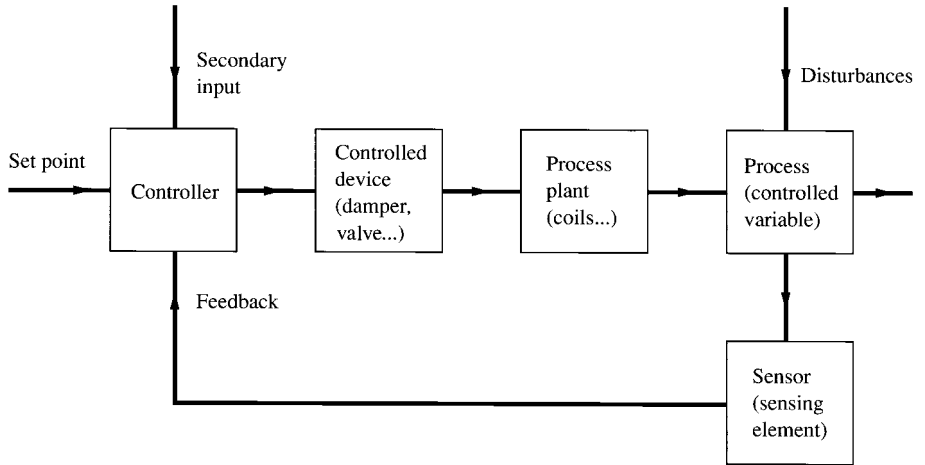 Secondary
input
Disturbances
Set point
Controller
Controlled
device
(damper,
valve...)
Process
plant
(coils...)
Process
(controlled
variable)
Feedback
Sensor
(sensing
element)